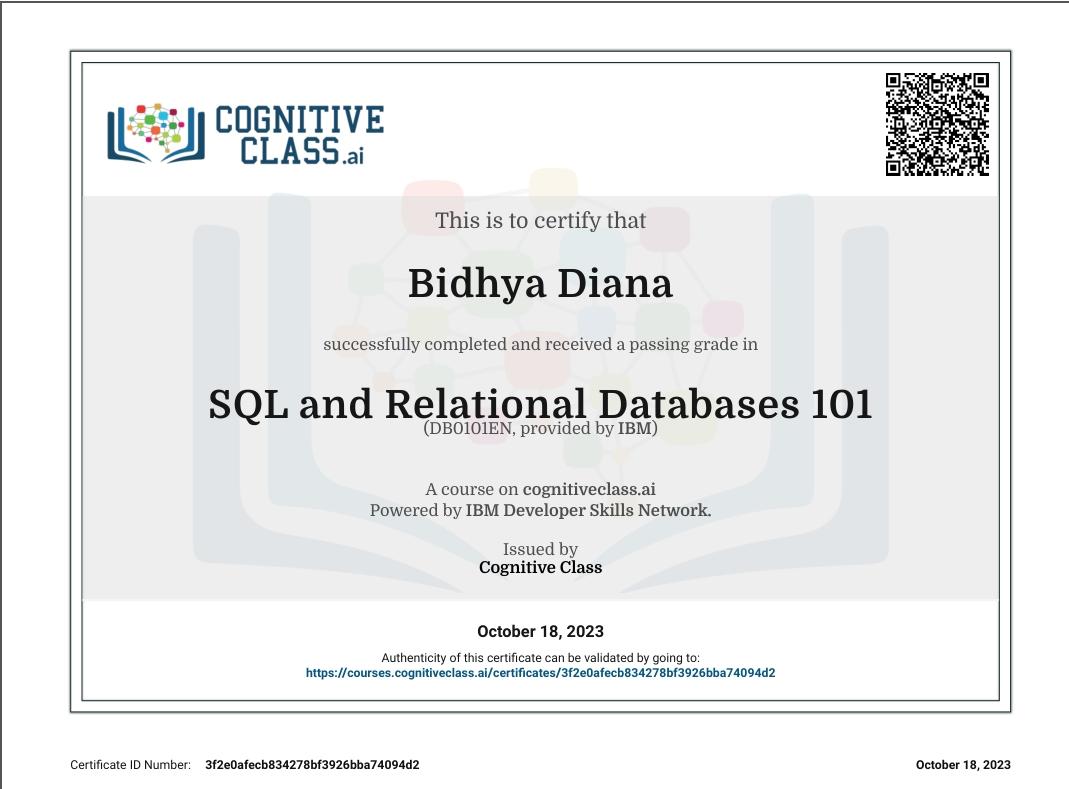 COGNITIVE
CLASS.ai
This is to certify that
Bidhya Diana
successfully completed and received a passing grade in
SQL and Relational Databases 101
(DB0101EN, provided by IBM)
A course on cognitiveclass.ai
Powered by IBM Developer Skills Network.
Issued by
Cognitive Class
October 18, 2023
Authenticity of this certificate can be validated by going to:
https://courses.cognitiveclass.ai/certificates/3f2e0afecb834278bf3926bba74094d2
Certificate ID Number: 3f2e0afecb834278bf3926bba74094d2
October 18, 2023